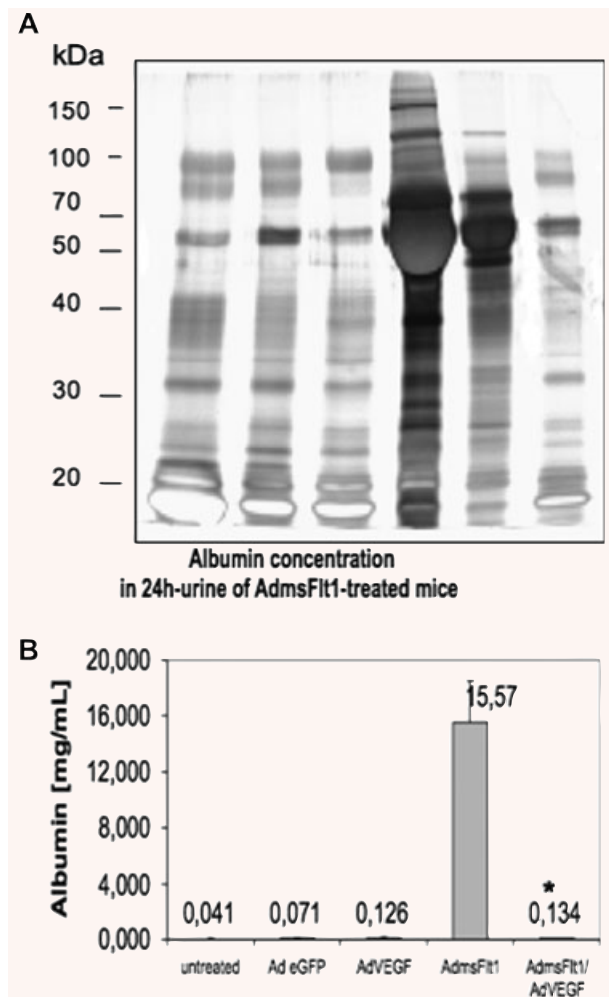 A
kDa
150
100
70
50
40
30
20
Albumin concentration
in 24h-urine of AdmsFlt1-treated mice
B
Albumin [mg/mL]
20,000
16,000
12,000
8,000
4,000
0,000
0,041
0,071
0,126
15,57
*
0,134
untreated
Ad eGFP
AdVEGF
AdmsFlt1
AdmsFlt1/
AdVEGF